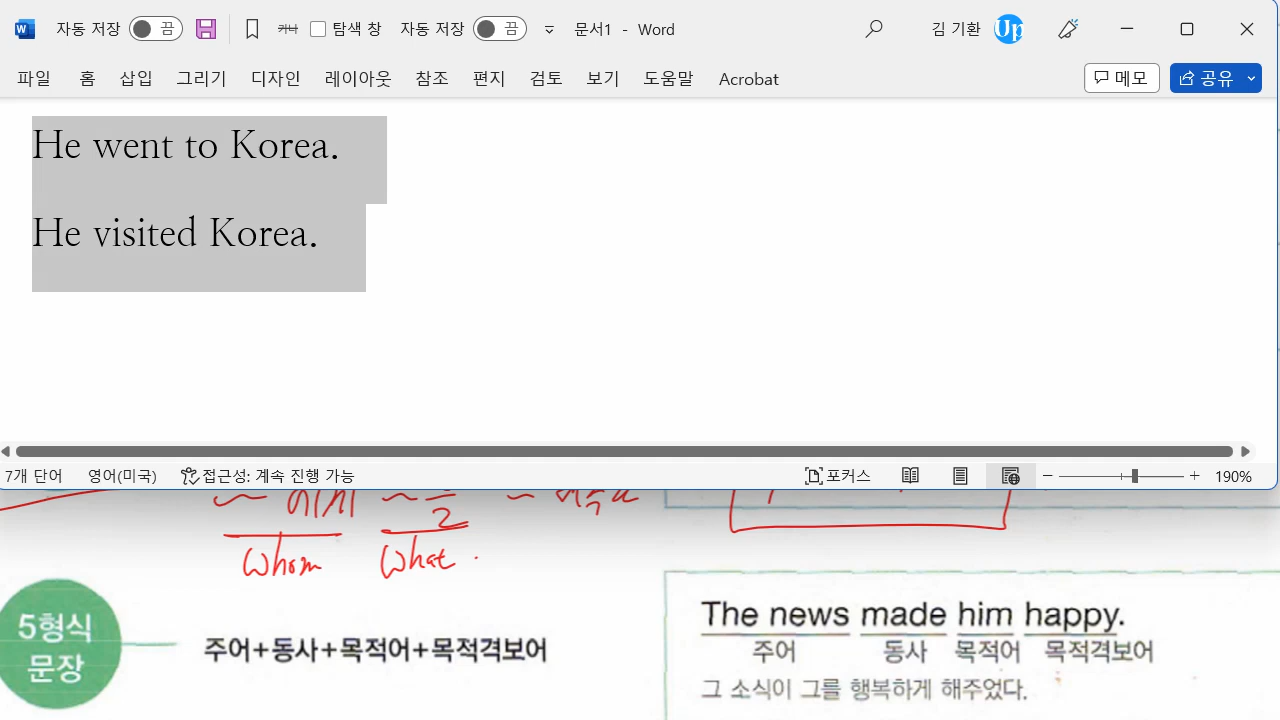 자동 저장 끔 가나 탐색 창 자동 저장 끔 문서1 - Word 김 기환 Up
파일 홈 삽입 그리기 디자인 레이아웃 참조 편지 검토 보기 도움말 Acrobat 메모 공유
He went to Korea.
He visited Korea.
7개 단어 영어(미국) 접근성: 계속 진행 가능 포커스 190%
~ 에게 ~
2
whom what
5형식
문장
주어+동사+목적어+목적격보어
The news made him happy.
주어 동사 목적어 목적격보어
그 소식이 그를 행복하게 해주었다.